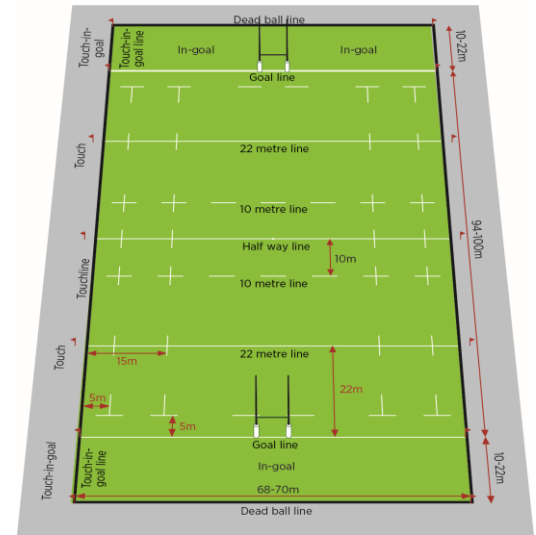 Dead ball line
Touch-in-
goal
Touch-in-
goal line
In-goal
In-goal
10-22m
Goal line
Touch
22 metre line
10 metre line
94-100m
Half way line
Touchline
10m
10 metre line
Touch
22 metre line
15m
22m
5m
5m
Goal line
Touch-in-goal
Touch-in-
goal line
In-goal
10-22m
68-70m
Dead ball line